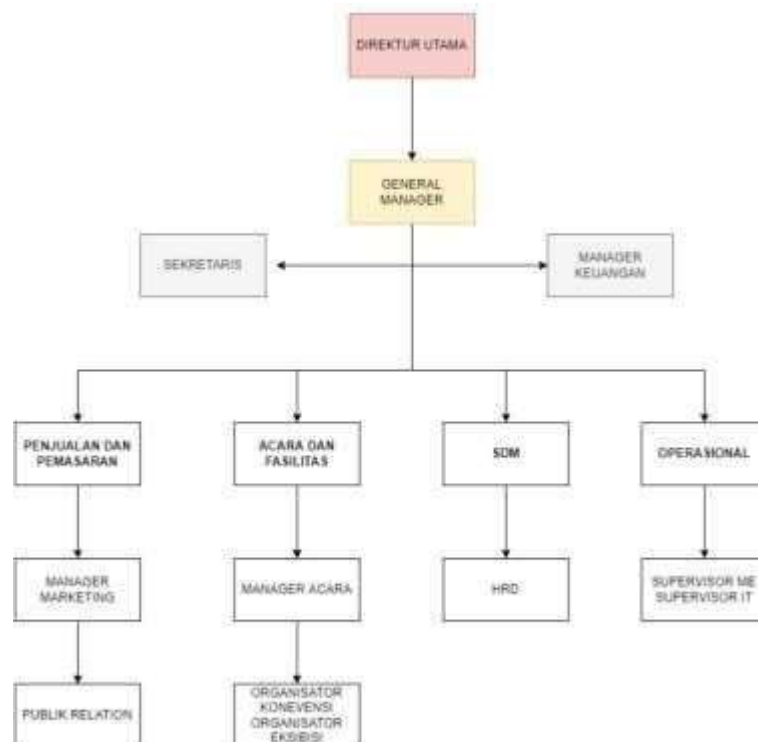 DIREKTUR UTAMA
GENERAL
MANAGER
SEKRETARIS
MANAGER
KEUANGAN
PENJUALAN DAN
PEMASARAN
ACARA DAN
FASILITAS
SDM
OPERASIONAL
MANAGER
MARKETING
MANAGER ACARA
HRD
SUPERVISOR ME
SUPERVISOR IT
PUBLIK RELATION
ORGANISATOR
KONEVENSI
ORGANISATOR
EKSIBISI